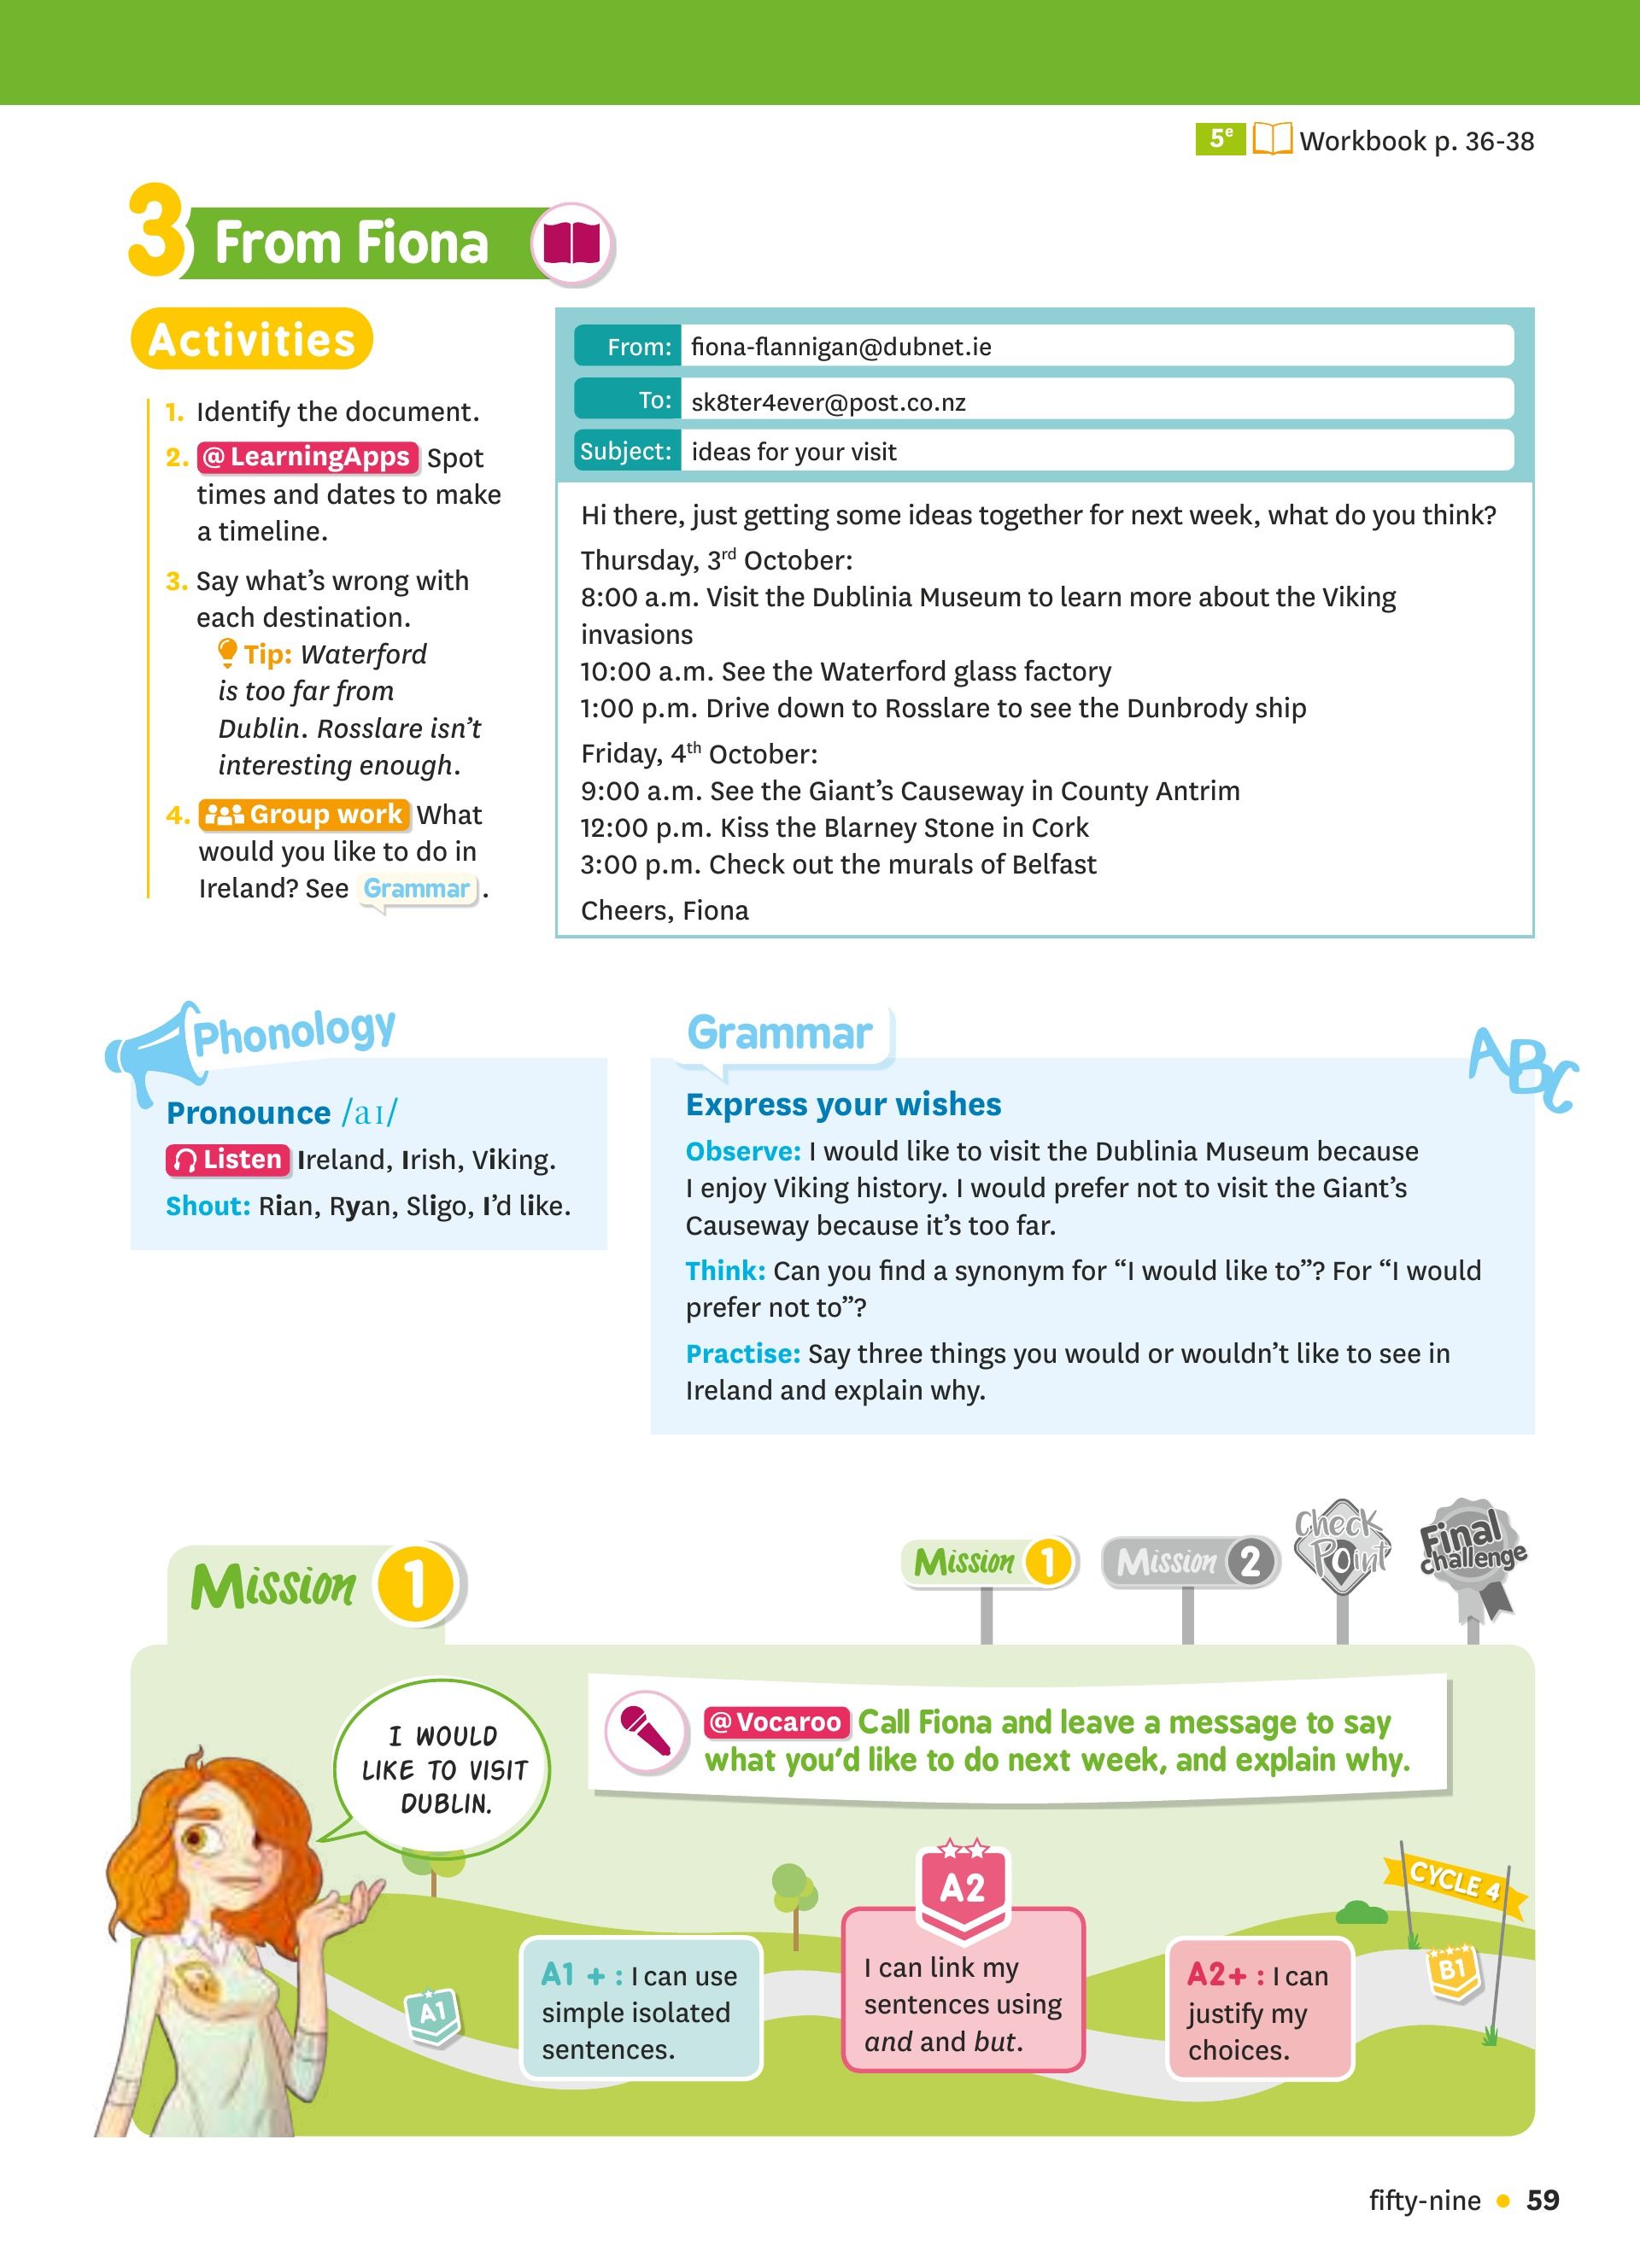 5e Workbook p. 36-38
3 From Fiona
Activities
1. Identify the document.
2. @ LearningApps Spot
times and dates to make
a timeline.
3. Say what's wrong with
each destination.
Tip: Waterford
is too far from
Dublin. Rosslare isn't
interesting enough.
4. Group work What
would you like to do in
Ireland? See Grammar.
From: fiona-flannigan@dubnet.ie
To: sk8ter4ever@post.co.nz
Subject: ideas for your visit
Hi there, just getting some ideas together for next week, what do you think?
Thursday, 3rd October:
8:00 a.m. Visit the Dublinia Museum to learn more about the Viking
invasions
10:00 a.m. See the Waterford glass factory
1:00 p.m. Drive down to Rosslare to see the Dunbrody ship
Friday, 4th October:
9:00 a.m. See the Giant's Causeway in County Antrim
12:00 p.m. Kiss the Blarney Stone in Cork
3:00 p.m. Check out the murals of Belfast
Cheers, Fiona
Phonology
Pronounce /aɪ/
Listen Ireland, Irish, Viking.
Shout: Rian, Ryan, Sligo, I'd like.
Grammar
ABC
Express your wishes
Observe: I would like to visit the Dublinia Museum because
I enjoy Viking history. I would prefer not to visit the Giant's
Causeway because it's too far.
Think: Can you find a synonym for “I would like to”? For “I would
prefer not to”?
Practise: Say three things you would or wouldn't like to see in
Ireland and explain why.
Mission 1
Mission 1
Mission 2
Check
Point
Final
challenge
I WOULD
LIKE TO VISIT
DUBLIN.
@ Vocaroo Call Fiona and leave a message to say
what you'd like to do next week, and explain why.
A1
A1 + : I can use
simple isolated
sentences.
A2
I can link my
sentences using
and and but.
A2+ : I can
justify my
choices.
B1
CYCLE 4
fifty-nine • 59